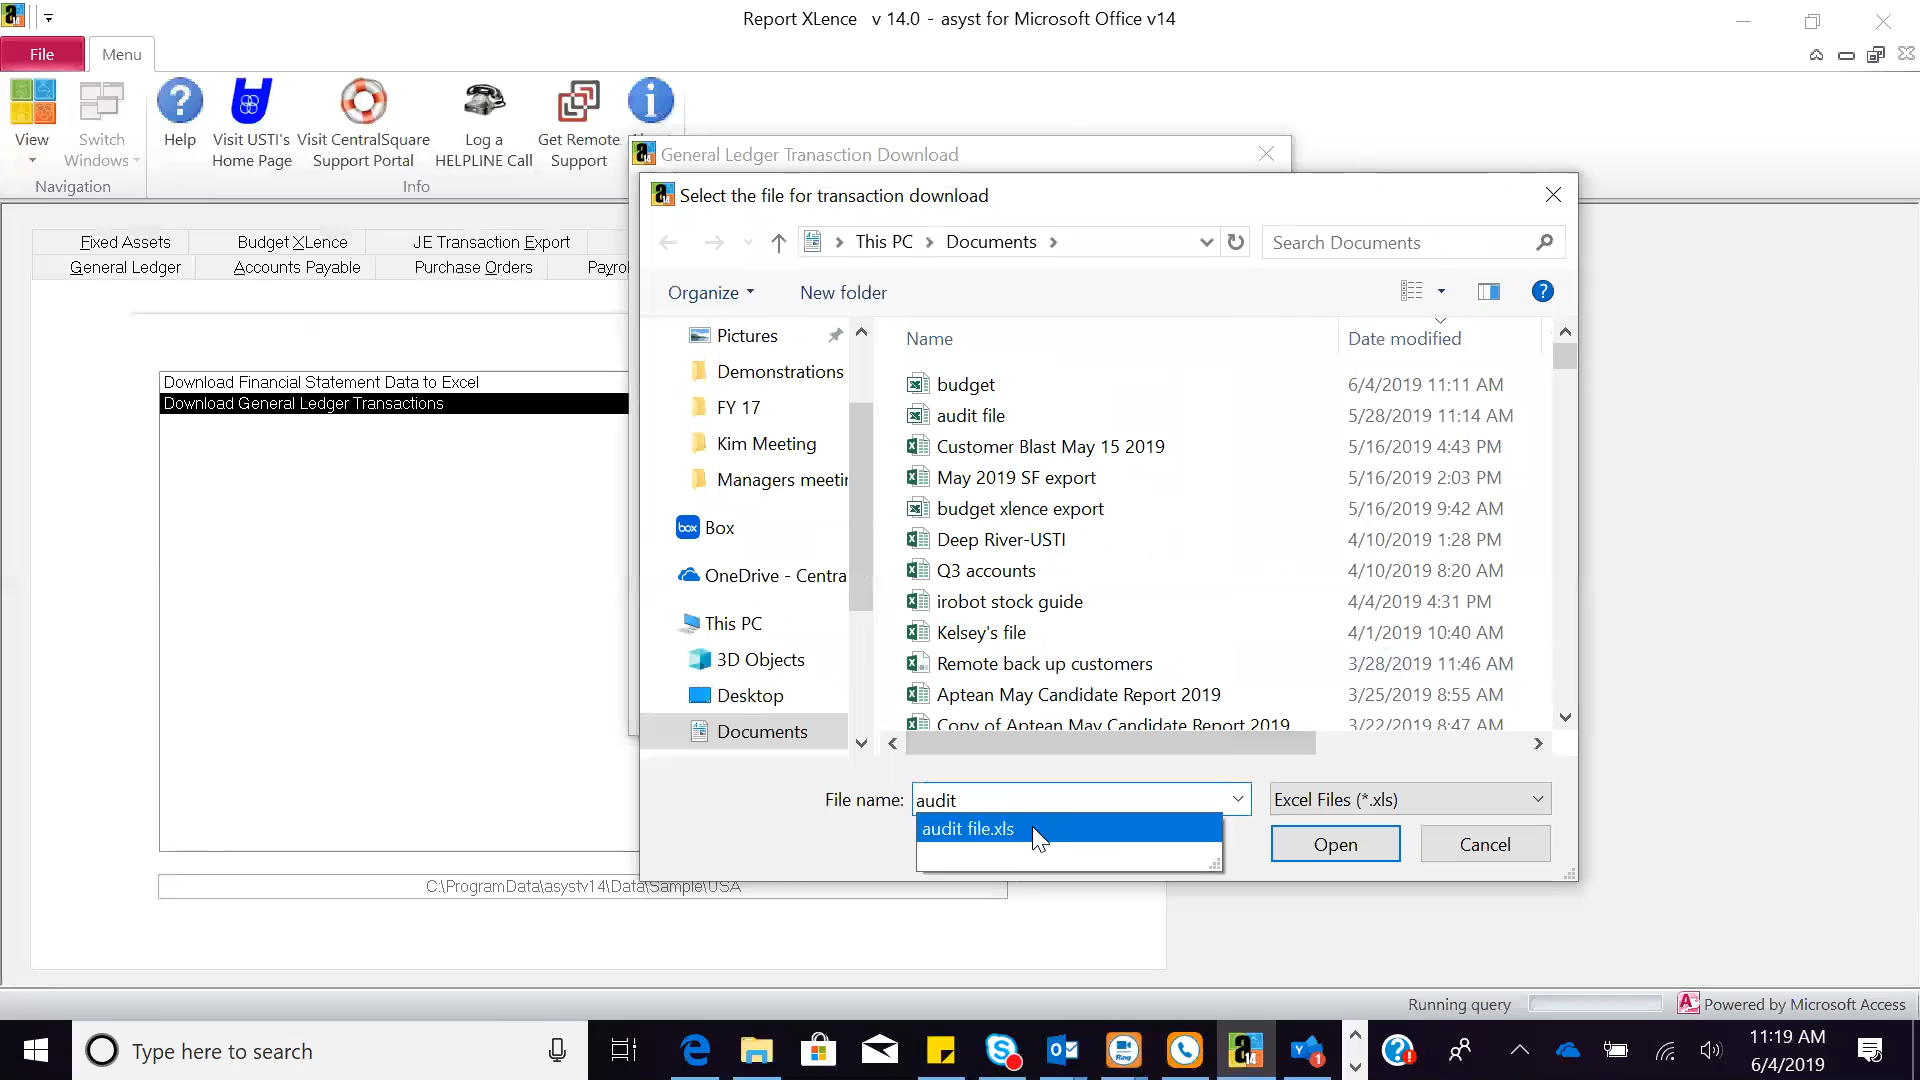 Report XLence v 14.0 - asyst for Microsoft Office v14
File
Menu
View
Switch
Windows
Help
Visit USTI's
Home Page
Visit CentralSquare
Support Portal
Log a
HELPLINE Call
Get Remote
Support
Navigation
Info
General Ledger Tranasction Download
Select the file for transaction download
This PC > Documents >
Search Documents
Organize
New folder
Fixed Assets
Budget XLence
JE Transaction Export
General Ledger
Accounts Payable
Purchase Orders
Download Financial Statement Data to Excel
Download General Ledger Transactions
C:\ProgramData\asystv14\Data\Sample\USA
Pictures
Demonstrations
FY 17
Kim Meeting
Managers meetin
box
Box
OneDrive - Centra
This PC
3D Objects
Desktop
Documents
Name
Date modified
budget 6/4/2019 11:11 AM
audit file 5/28/2019 11:14 AM
Customer Blast May 15 2019 5/16/2019 4:43 PM
May 2019 SF export 5/16/2019 2:03 PM
budget xlence export 5/16/2019 9:42 AM
Deep River-USTI 4/10/2019 1:28 PM
Q3 accounts 4/10/2019 8:20 AM
irobot stock guide 4/4/2019 4:31 PM
Kelsey's file 4/1/2019 10:40 AM
Remote back up customers 3/28/2019 11:46 AM
Aptean May Candidate Report 2019 3/25/2019 8:55 AM
Copy of Aptean May Candidate Report 2019 3/22/2019 8:47 AM
File name:
audit
Excel Files (*.xls)
audit file.xls
Open
Cancel
Running query
Powered by Microsoft Access
Type here to search
11:19 AM
6/4/2019